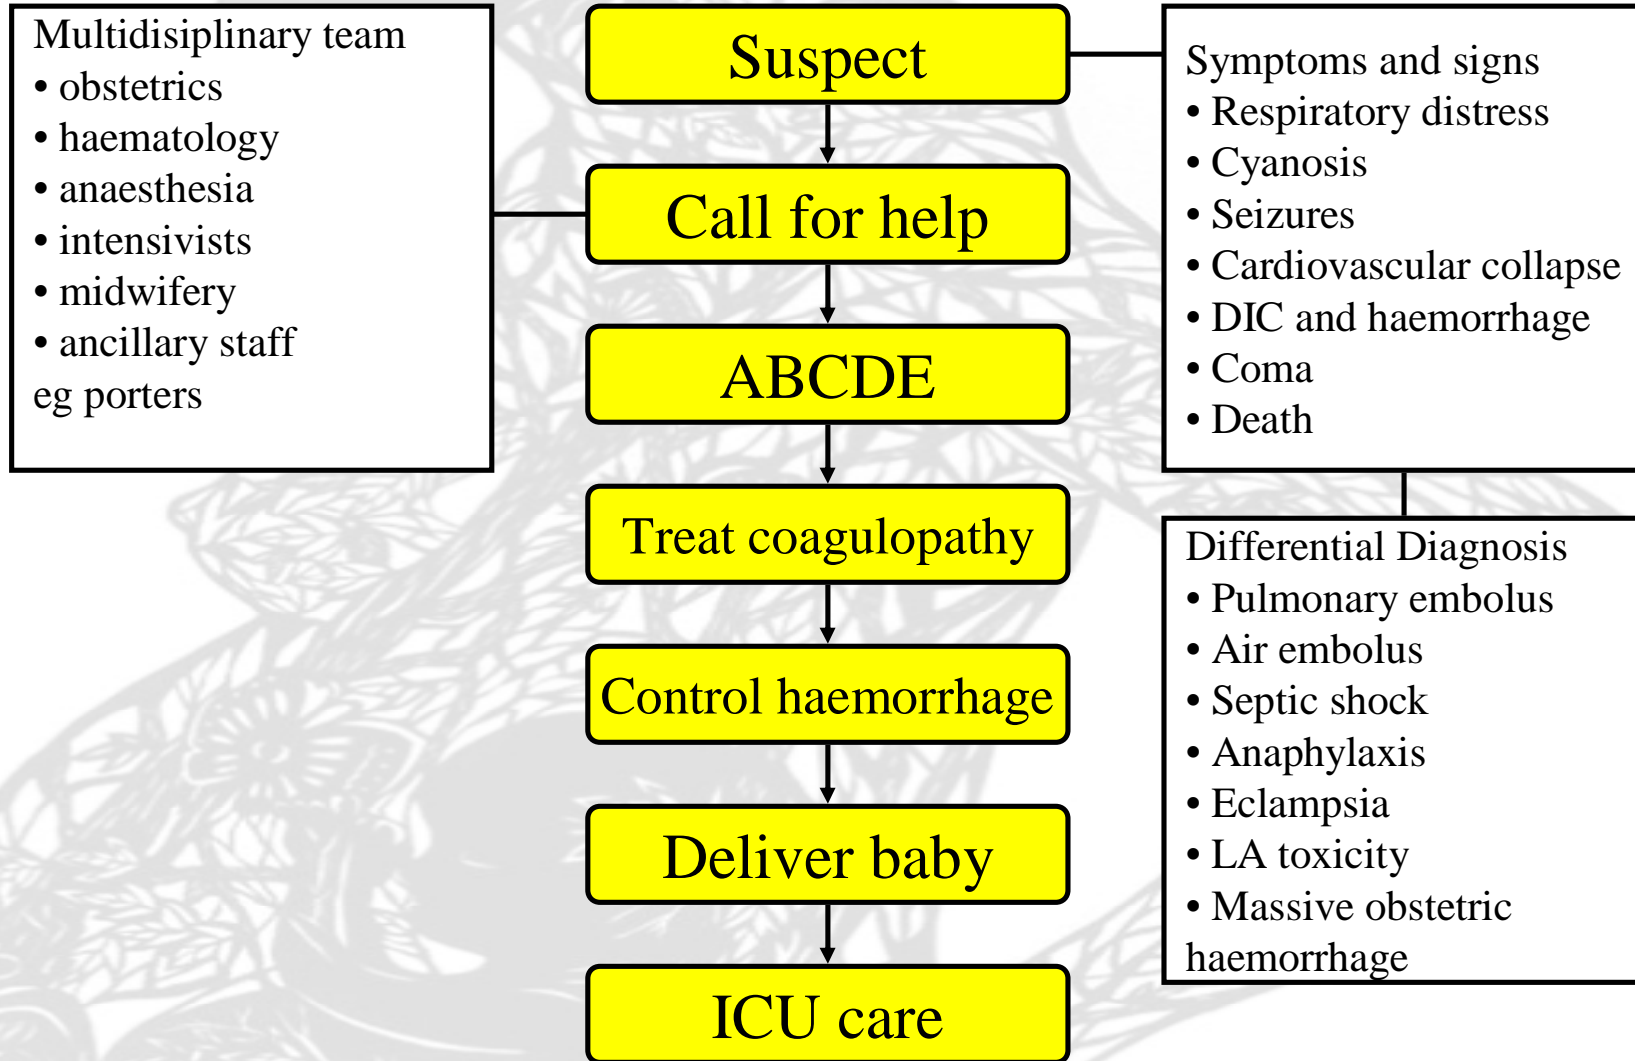 Multidisiplinary team
• obstetrics
• haematology
• anaesthesia
• intensivists
• midwifery
• ancillary staff
eg porters
Suspect
Call for help
ABCDE
Treat coagulopathy
Control haemorrhage
Deliver baby
ICU care
Symptoms and signs
• Respiratory distress
• Cyanosis
• Seizures
• Cardiovascular collapse
• DIC and haemorrhage
• Coma
• Death
Differential Diagnosis
• Pulmonary embolus
• Air embolus
• Septic shock
• Anaphylaxis
• Eclampsia
• LA toxicity
• Massive obstetric
haemorrhage